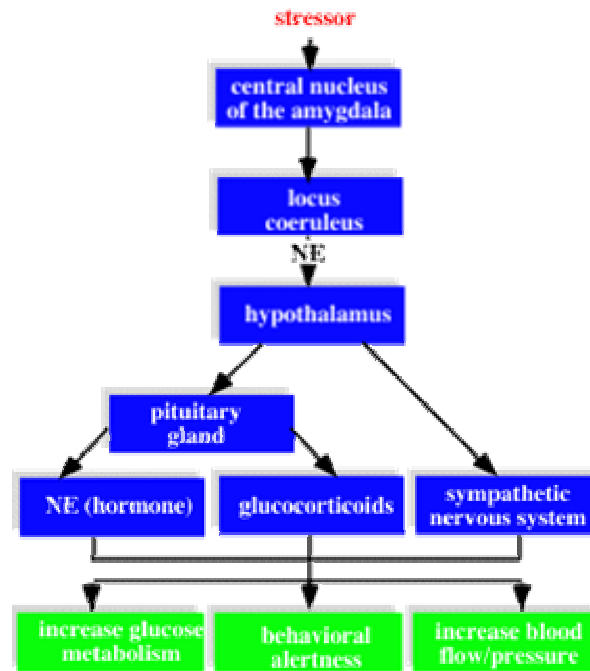 stressor
central nucleus
of the amygdala
locus
coeruleus
NE
hypothalamus
pituitary
gland
NE (hormone)
glucocorticoids
sympathetic
nervous system
increase glucose
metabolism
behavioral
alertness
increase blood
flow/pressure